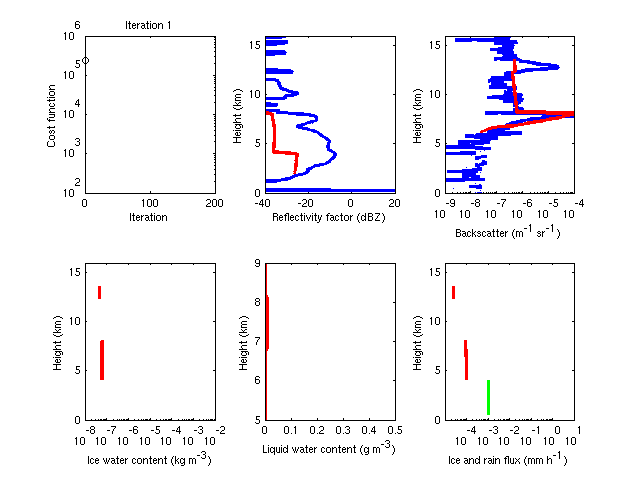 Iteration 1
10 6
10 5
10 4
10 3
10 2
Cost function
0 100 200
Iteration
15
10
5
0
Height (km)
-40 -20 0 20
Reflectivity factor (dBZ)
15
10
5
0
Height (km)
10 -9 10 -8 10 -7 10 -6 10 -5 10 -4
Backscatter (m-1 sr-1)
15
10
5
0
Height (km)
10 -8 10 -7 10 -6 10 -5 10 -4 10 -3 10 -2
Ice water content (kg m-3)
9
8
7
6
5
Height (km)
0 0.1 0.2 0.3 0.4 0.5
Liquid water content (g m-3)
15
10
5
0
Height (km)
10 -4 10 -3 10 -2 10 -1 10 0 10 1
Ice and rain flux (mm h-1)